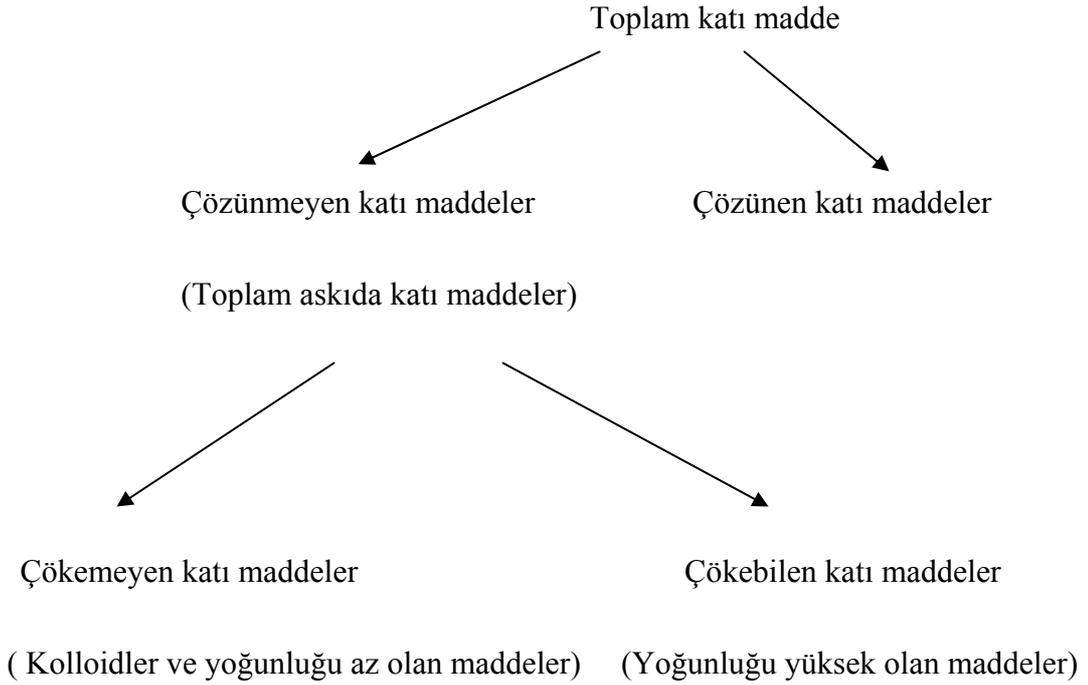 Toplam katı madde
Çözünmeyen katı maddeler
Çözünen katı maddeler
(Toplam askıda katı maddeler)
Çökemeyen katı maddeler
Çökebilen katı maddeler
( Kolloidler ve yoğunluğu az olan maddeler)
(Yoğunluğu yüksek olan maddeler)